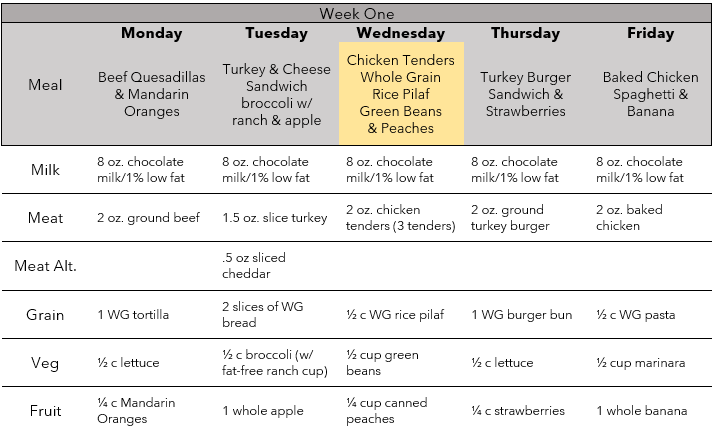 Week One
Monday Tuesday Wednesday Thursday Friday
Meal
Beef Quesadillas
& Mandarin
Oranges
Turkey & Cheese
Sandwich
broccoli w/
ranch & apple
Chicken Tenders
Whole Grain
Rice Pilaf
Green Beans
& Peaches
Turkey Burger
Sandwich &
Strawberries
Baked Chicken
Spaghetti &
Banana
Milk
8 oz. chocolate
milk/1% low fat
8 oz. chocolate
milk/1% low fat
8 oz. chocolate
milk/1% low fat
8 oz. chocolate
milk/1% low fat
8 oz. chocolate
milk/1% low fat
Meat
2 oz. ground beef
1.5 oz. slice turkey
2 oz. chicken
tenders (3 tenders)
2 oz. ground
turkey burger
2 oz. baked
chicken
Meat Alt.
.5 oz sliced
cheddar
Grain
1 WG tortilla
2 slices of WG
bread
½ c WG rice pilaf
1 WG burger bun
½ c WG pasta
Veg
½ c lettuce
½ c broccoli (w/
fat-free ranch cup)
½ cup green
beans
½ c lettuce
½ cup marinara
Fruit
¼ c Mandarin
Oranges
1 whole apple
¼ cup canned
peaches
¼ c strawberries
1 whole banana